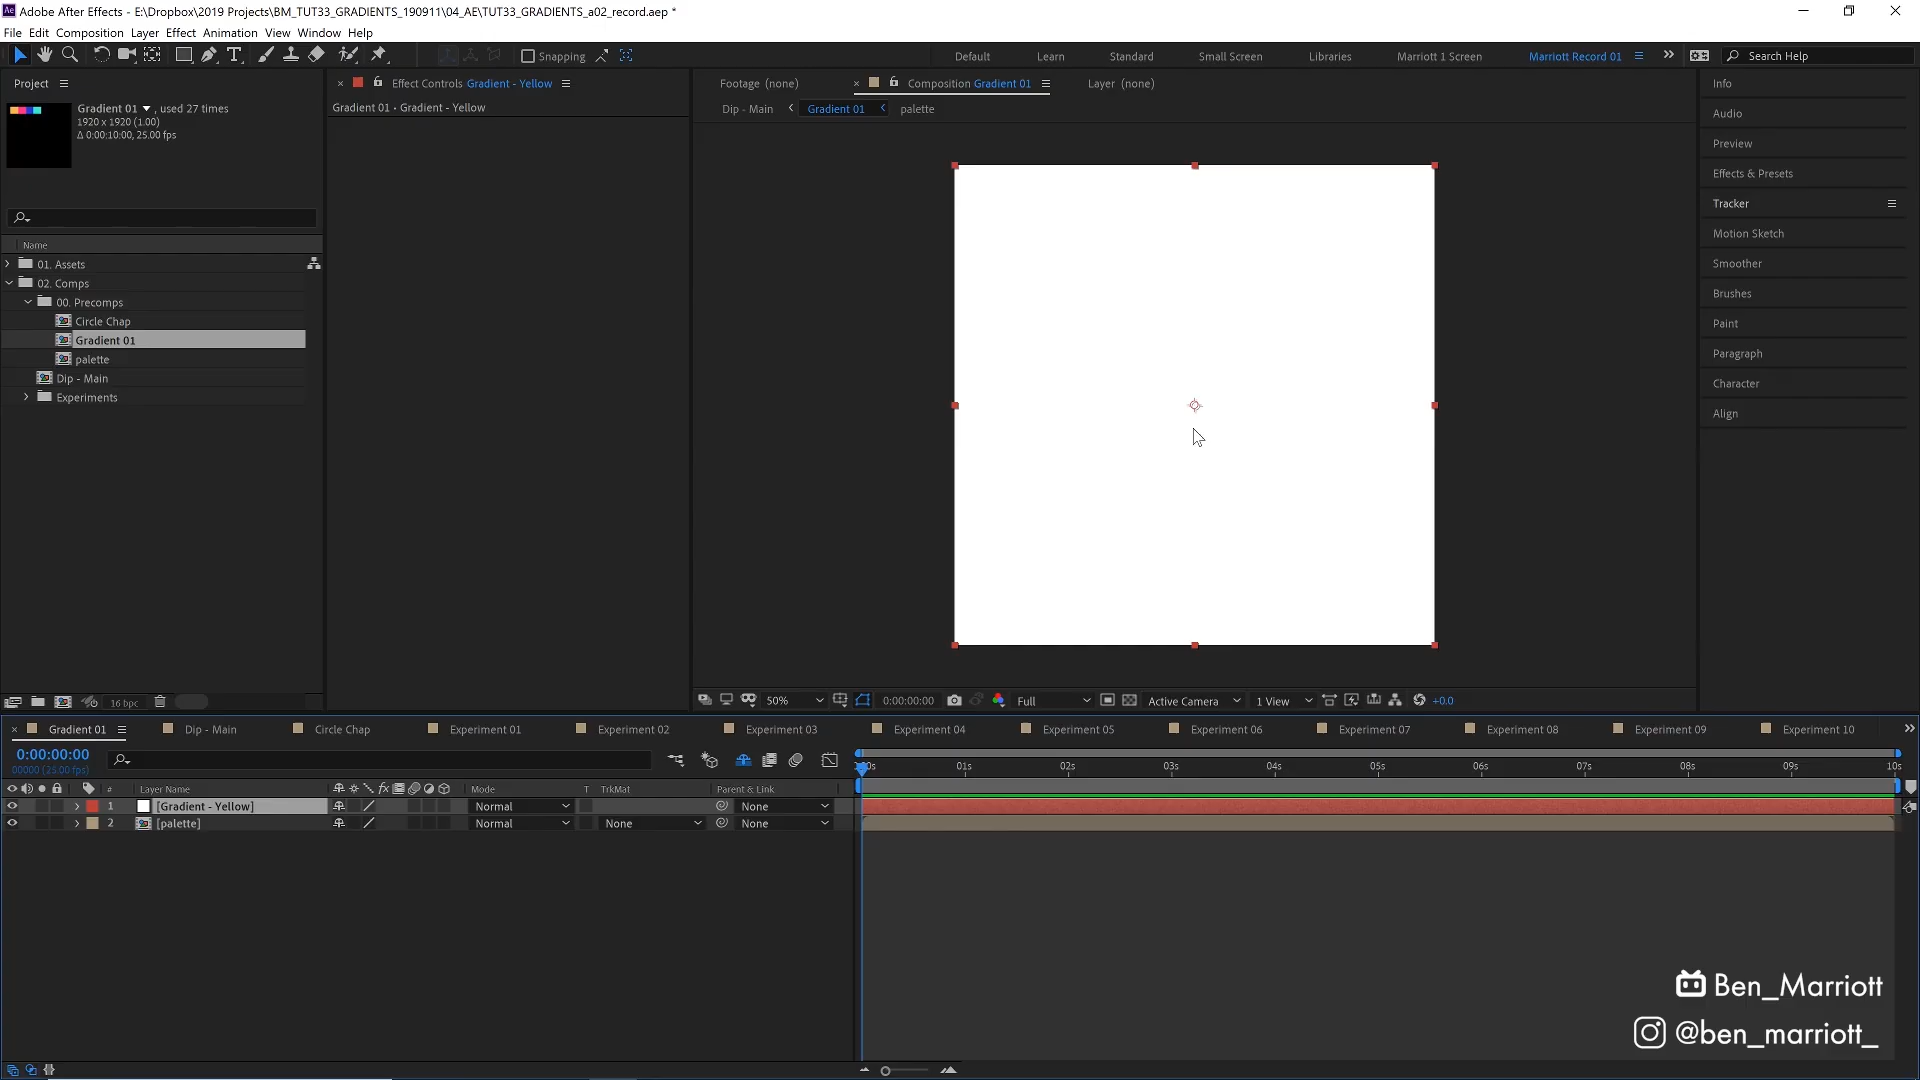 Adobe After Effects - E:\Dropbox\2019 Projects\BM_TUT33_GRADIENTS_190911\04_AE\TUT33_GRADIENTS_a02_record.aep *
File Edit Composition Layer Effect Animation View Window Help
Snapping
Default Learn Standard Small Screen Libraries Marriott 1 Screen Marriott Record 01 Search Help
Project
Gradient 01 , used 27 times
1920 x 1920 (1.00)
Δ 0:00:10:00, 25.00 fps
Name
01. Assets
02. Comps
00. Precomps
Circle Chap
Gradient 01
palette
Dip - Main
Experiments
16 bpc
Effect Controls Gradient - Yellow
Gradient 01 • Gradient - Yellow
Footage (none) Composition Gradient 01 Layer (none)
Dip - Main Gradient 01 palette
50% 0:00:00:00 Full Active Camera 1 View +0.0
Info
Audio
Preview
Effects & Presets
Tracker
Motion Sketch
Smoother
Brushes
Paint
Paragraph
Character
Align
Gradient 01 Dip - Main Circle Chap Experiment 01 Experiment 02 Experiment 03 Experiment 04 Experiment 05 Experiment 06 Experiment 07 Experiment 08 Experiment 09 Experiment 10
0:00:00:00
00000 (25.00 fps)
01s 02s 03s 04s 05s 06s 07s 08s 09s 10s
# Layer Name Mode T TrkMat Parent & Link
1 [Gradient - Yellow] Normal None
2 [palette] Normal None None
Ben_Marriott
@ben_marriott_